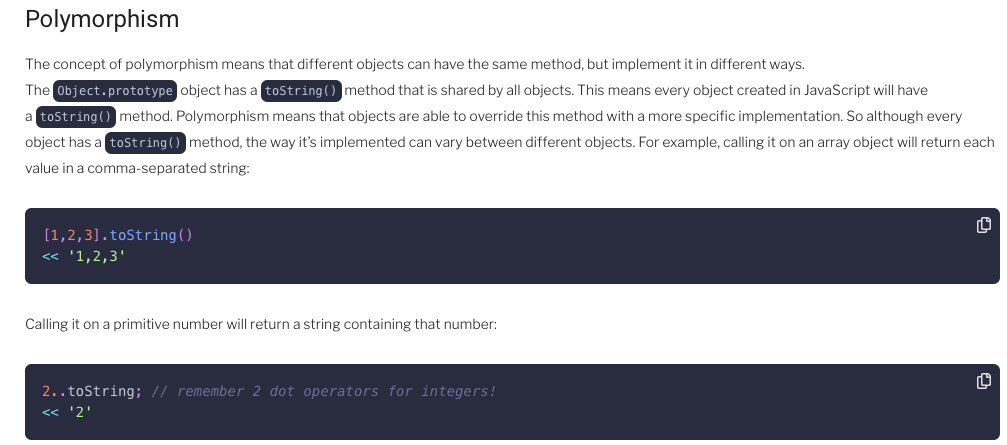 Polymorphism
The concept of polymorphism means that different objects can have the same method, but implement it in different ways.
The Object.prototype object has a toString() method that is shared by all objects. This means every object created in JavaScript will have
a toString() method. Polymorphism means that objects are able to override this method with a more specific implementation. So although every
object has a toString() method, the way it’s implemented can vary between different objects. For example, calling it on an array object will return each
value in a comma-separated string:
[1,2,3].toString()
<< '1,2,3'
Calling it on a primitive number will return a string containing that number:
2..toString; // remember 2 dot operators for integers!
<< '2'